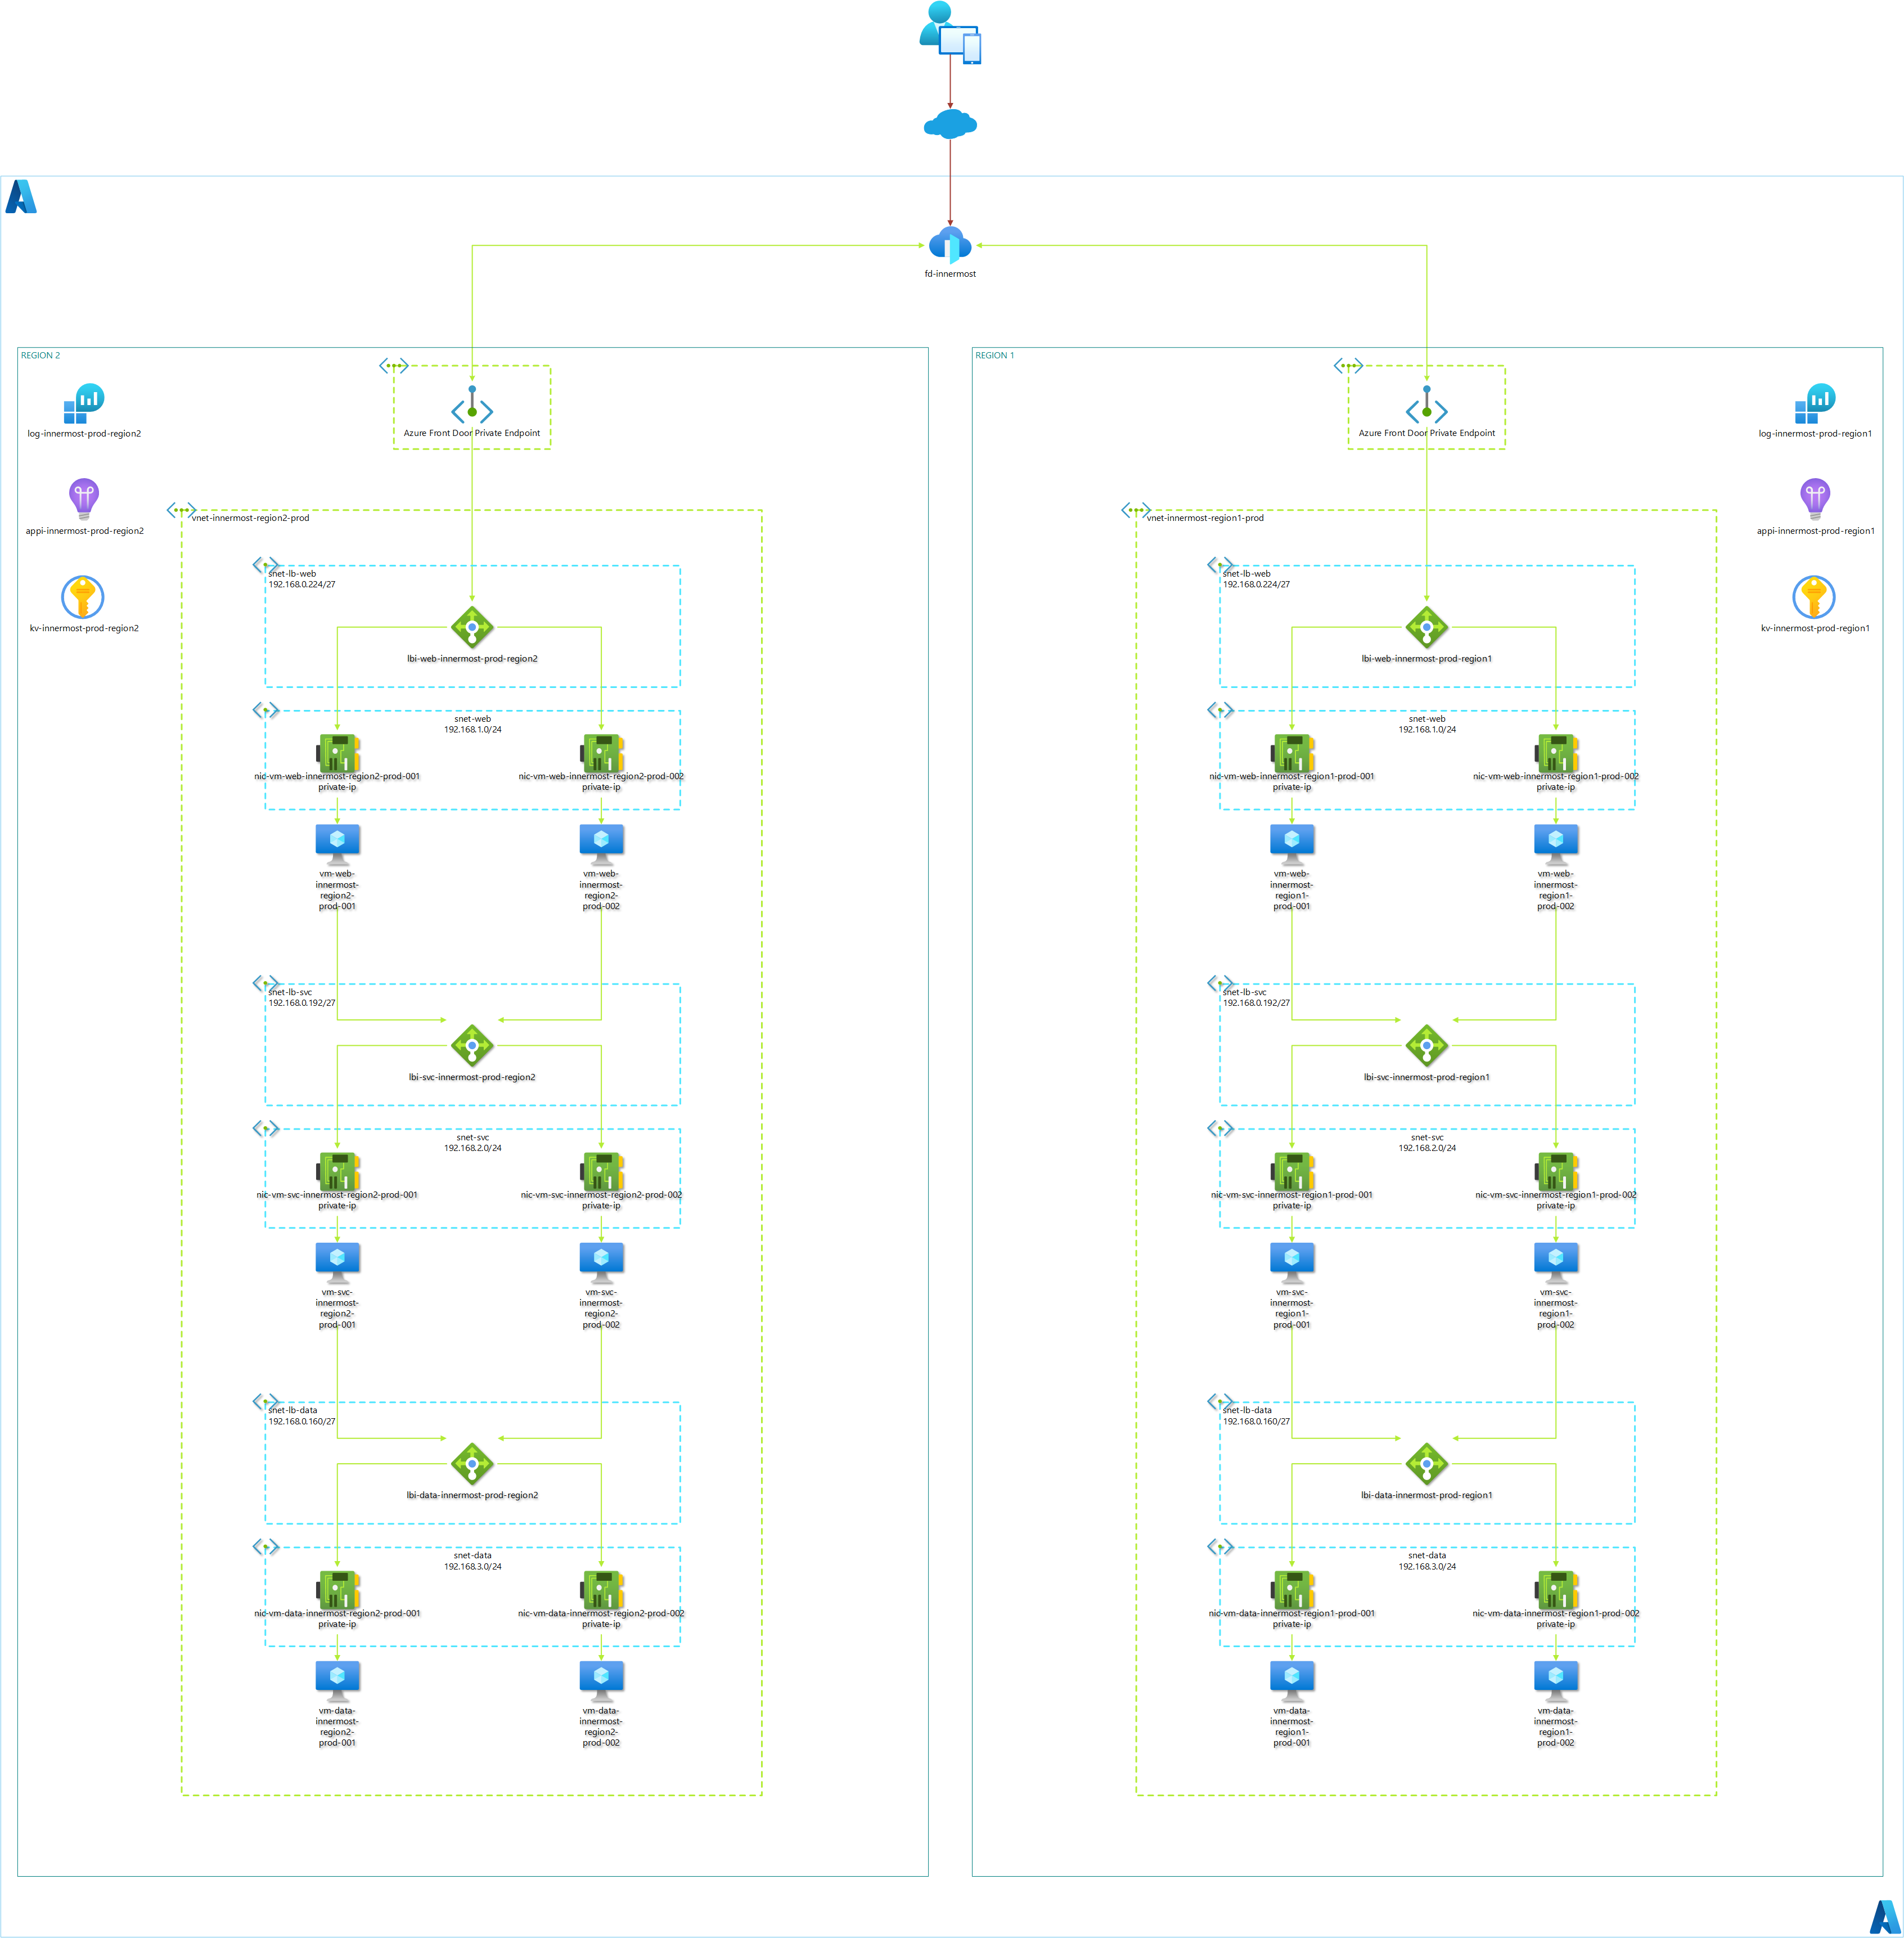 fd-innermost
REGION 2
Azure Front Door Private Endpoint
log-innermost-prod-region2
appi-innermost-prod-region2
kv-innermost-prod-region2
vnet-innermost-region2-prod
snet-lb-web
192.168.0.224/27
lbi-web-innermost-prod-region2
snet-web
192.168.1.0/24
nic-vm-web-innermost-region2-prod-001
private-ip
nic-vm-web-innermost-region2-prod-002
private-ip
vm-web-
innermost-
region2-
prod-001
vm-web-
innermost-
region2-
prod-002
snet-lb-svc
192.168.0.192/27
lbi-svc-innermost-prod-region2
snet-svc
192.168.2.0/24
nic-vm-svc-innermost-region2-prod-001
private-ip
nic-vm-svc-innermost-region2-prod-002
private-ip
vm-svc-
innermost-
region2-
prod-001
vm-svc-
innermost-
region2-
prod-002
snet-lb-data
192.168.0.160/27
lbi-data-innermost-prod-region2
snet-data
192.168.3.0/24
nic-vm-data-innermost-region2-prod-001
private-ip
nic-vm-data-innermost-region2-prod-002
private-ip
vm-data-
innermost-
region2-
prod-001
vm-data-
innermost-
region2-
prod-002
REGION 1
Azure Front Door Private Endpoint
log-innermost-prod-region1
appi-innermost-prod-region1
kv-innermost-prod-region1
vnet-innermost-region1-prod
snet-lb-web
192.168.0.224/27
lbi-web-innermost-prod-region1
snet-web
192.168.1.0/24
nic-vm-web-innermost-region1-prod-001
private-ip
nic-vm-web-innermost-region1-prod-002
private-ip
vm-web-
innermost-
region1-
prod-001
vm-web-
innermost-
region1-
prod-002
snet-lb-svc
192.168.0.192/27
lbi-svc-innermost-prod-region1
snet-svc
192.168.2.0/24
nic-vm-svc-innermost-region1-prod-001
private-ip
nic-vm-svc-innermost-region1-prod-002
private-ip
vm-svc-
innermost-
region1-
prod-001
vm-svc-
innermost-
region1-
prod-002
snet-lb-data
192.168.0.160/27
lbi-data-innermost-prod-region1
snet-data
192.168.3.0/24
nic-vm-data-innermost-region1-prod-001
private-ip
nic-vm-data-innermost-region1-prod-002
private-ip
vm-data-
innermost-
region1-
prod-001
vm-data-
innermost-
region1-
prod-002